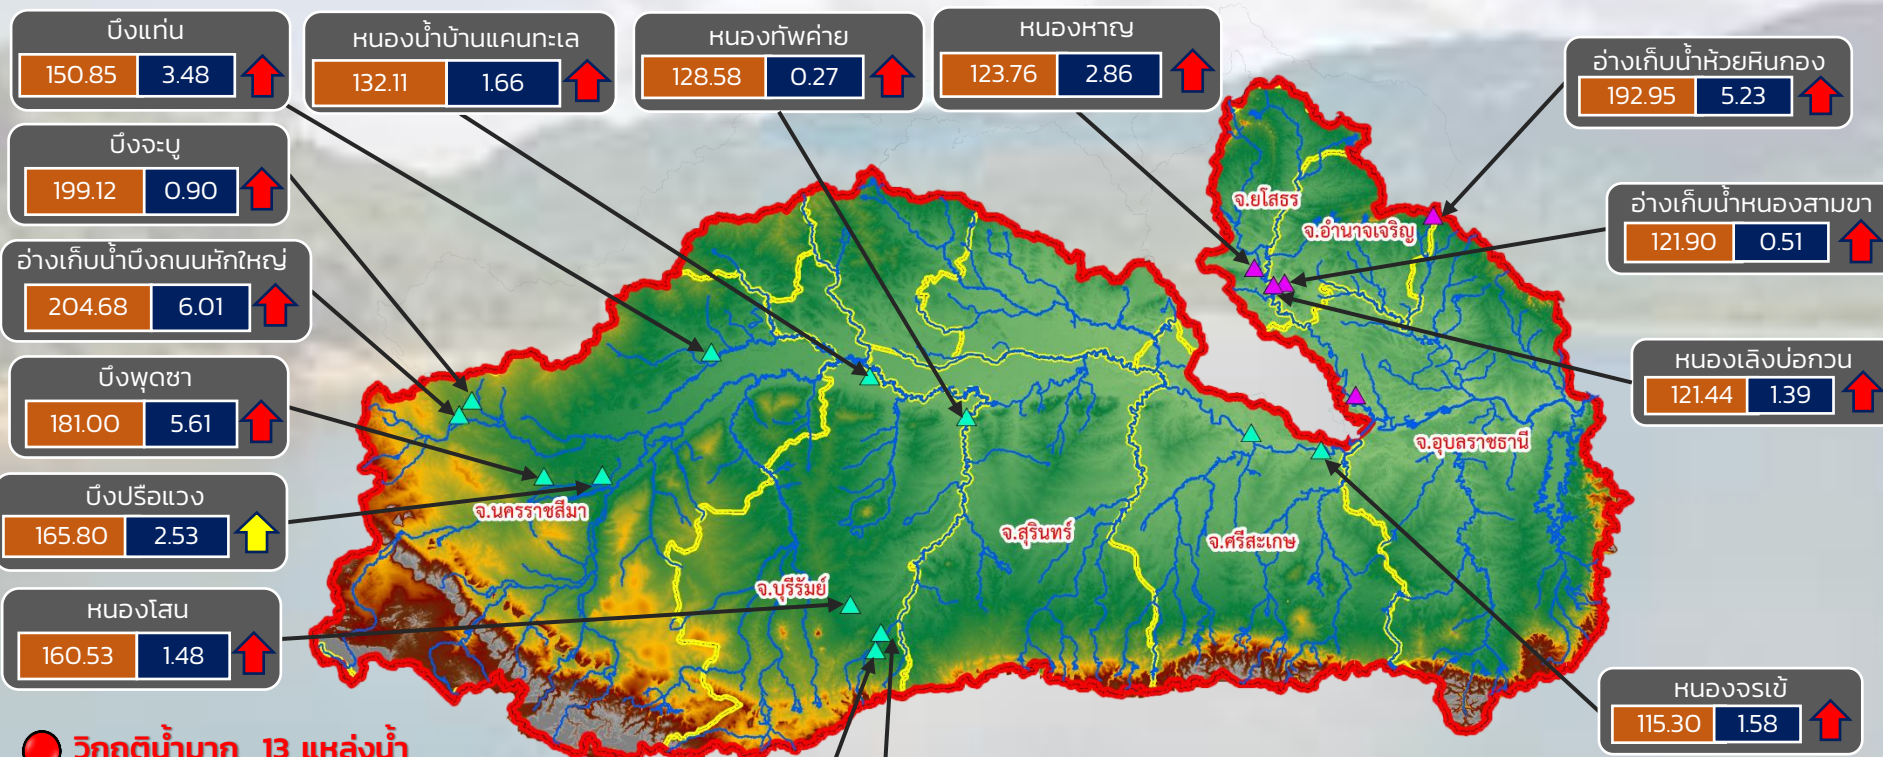 บึงแท่น
150.85 3.48
หนองน้ำบ้านแคนทะเล
132.11 1.66
หนองทัพค่าย
128.58 0.27
หนองหาญ
123.76 2.86
อ่างเก็บน้ำห้วยหินกอง
192.95 5.23
บึงจะบู
199.12 0.90
อ่างเก็บน้ำหนองสามขา
121.90 0.51
อ่างเก็บน้ำบึงถนนหักใหญ่
204.68 6.01
บึงพุดซา
181.00 5.61
หนองเลิงบ่อกวน
121.44 1.39
บึงปรือแวง
165.80 2.53
หนองโสน
160.53 1.48
หนองจรเข้
115.30 1.58
จ.ยโสธร
จ.อำนาจเจริญ
จ.อุบลราชธานี
จ.นครราชสีมา
จ.สุรินทร์
จ.ศรีสะเกษ
จ.บุรีรัมย์
วิกฤติน้ำมาก 13 แหล่งน้ำ